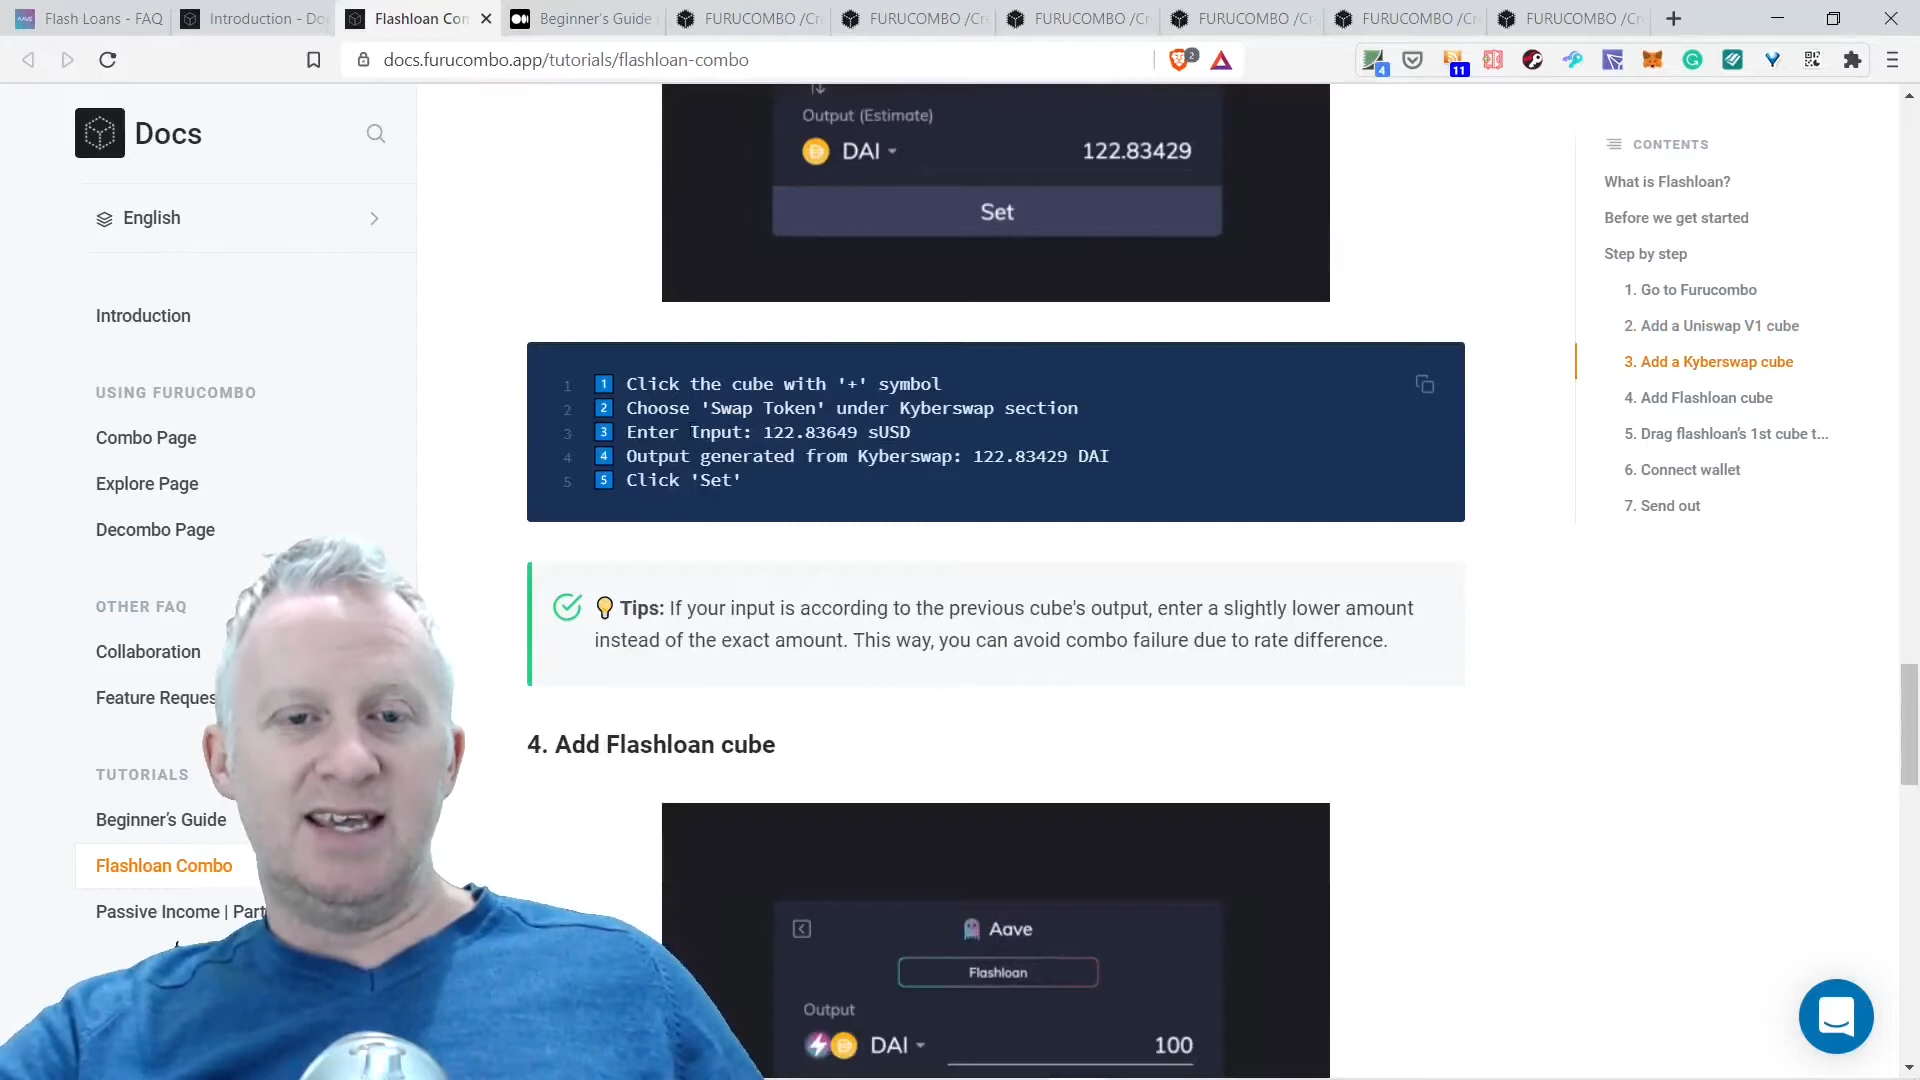 Flash Loans - FAQ
Introduction - Do
Flashloan Con
Beginner's Guide
FURUCOMBO /Cr
FURUCOMBO /Cr
FURUCOMBO /Cr
FURUCOMBO /Cr
FURUCOMBO /Cr
FURUCOMBO /Cr
docs.furucombo.app/tutorials/flashloan-combo
2
4
11
Docs
English
Introduction
USING FURUCOMBO
Combo Page
Explore Page
Decombo Page
OTHER FAQ
Collaboration
Feature Reques
TUTORIALS
Beginner's Guide
Flashloan Combo
Passive Income | Part
Output (Estimate)
DAI
122.83429
Set
1 1 Click the cube with '+' symbol
2 2 Choose 'Swap Token' under Kyberswap section
3 3 Enter Input: 122.83649 sUSD
4 4 Output generated from Kyberswap: 122.83429 DAI
5 5 Click 'Set'
Tips: If your input is according to the previous cube's output, enter a slightly lower amount
instead of the exact amount. This way, you can avoid combo failure due to rate difference.
4. Add Flashloan cube
Aave
Flashloan
Output
DAI
100
CONTENTS
What is Flashloan?
Before we get started
Step by step
1. Go to Furucombo
2. Add a Uniswap V1 cube
3. Add a Kyberswap cube
4. Add Flashloan cube
5. Drag flashloan's 1st cube t...
6. Connect wallet
7. Send out